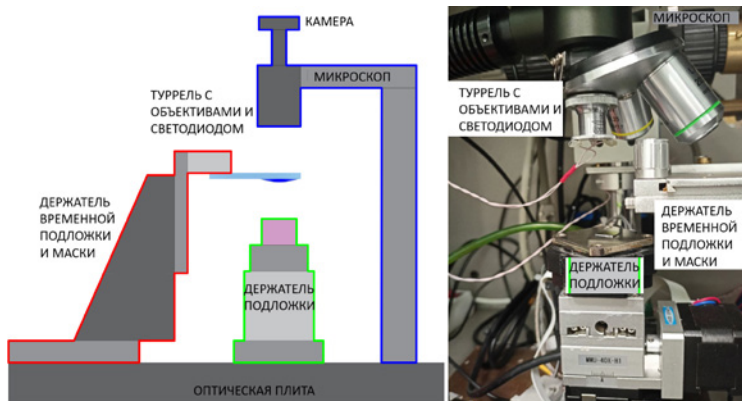 КАМЕРА
МИКРОСКОП
ТУРРЕЛЬ С
ОБЪЕКТИВАМИ И
СВЕТОДИОДОМ
ДЕРЖАТЕЛЬ
ВРЕМЕННОЙ
ПОДЛОЖКИ
И МАСКИ
ДЕРЖАТЕЛЬ
ПОДЛОЖКИ
ОПТИЧЕСКАЯ ПЛИТА
МИКРОСКОП
ТУРРЕЛЬ С
ОБЪЕКТИВАМИ И
СВЕТОДИОДОМ
ДЕРЖАТЕЛЬ
ВРЕМЕННОЙ
ПОДЛОЖКИ
И МАСКИ
ДЕРЖАТЕЛЬ
ПОДЛОЖКИ